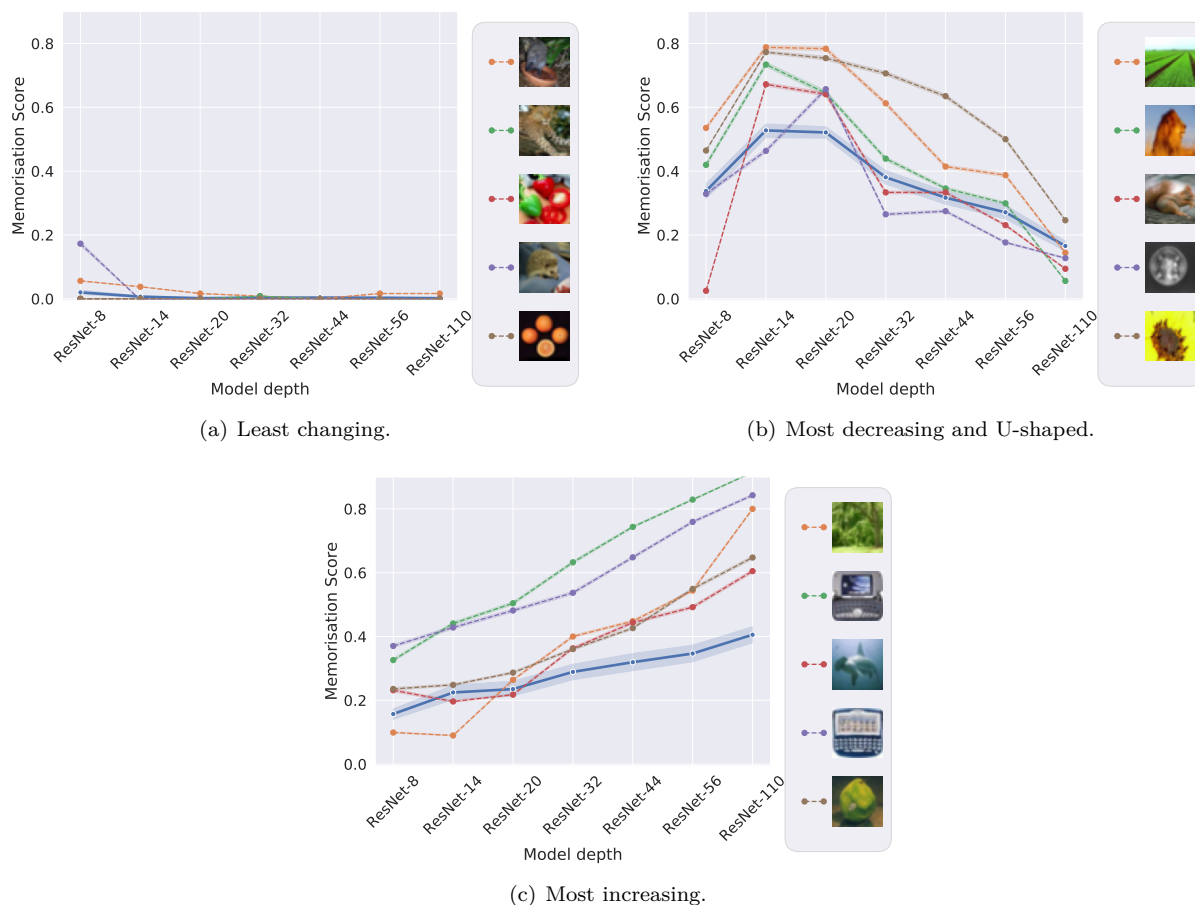 0.8
0.6
0.4
0.2
0.0
Memorisation Score
ResNet-8
ResNet-14
ResNet-20
ResNet-32
ResNet-44
ResNet-56
ResNet-110
Model depth
(a) Least changing.
0.8
0.6
0.4
0.2
0.0
Memorisation Score
ResNet-8
ResNet-14
ResNet-20
ResNet-32
ResNet-44
ResNet-56
ResNet-110
Model depth
(b) Most decreasing and U-shaped.
0.8
0.6
0.4
0.2
0.0
Memorisation Score
ResNet-8
ResNet-14
ResNet-20
ResNet-32
ResNet-44
ResNet-56
ResNet-110
Model depth
(c) Most increasing.